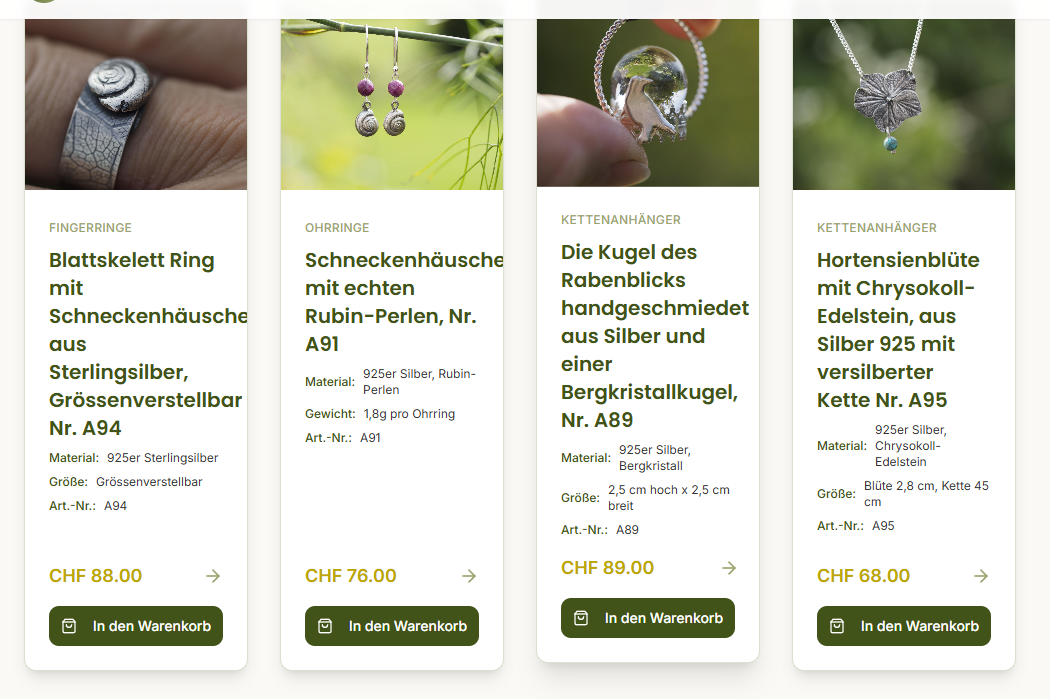 FINGERRINGE
Blattskelett Ring
mit
Schneckenhäusche
aus
Sterlingsilber,
Grössenverstellbar
Nr. A94
Material: 925er Sterlingsilber
Größe: Grössenverstellbar
Art.-Nr.: A94
CHF 88.00
In den Warenkorb
OHRRINGE
Schneckenhäusche
mit echten
Rubin-Perlen, Nr.
A91
Material: 925er Silber, Rubin-
Perlen
Gewicht: 1,8g pro Ohrring
Art.-Nr.: A91
CHF 76.00
In den Warenkorb
KETTENANHÄNGER
Die Kugel des
Rabenblicks
handgeschmiedet
aus Silber und
einer
Bergkristallkugel,
Nr. A89
Material: 925er Silber,
Bergkristall
Größe: 2,5 cm hoch x 2,5 cm
breit
Art.-Nr.: A89
CHF 89.00
In den Warenkorb
KETTENANHÄNGER
Hortensienblüte
mit Chrysokoll-
Edelstein, aus
Silber 925 mit
versilberter
Kette Nr. A95
Material: 925er Silber,
Chrysokoll-
Edelstein
Größe: Blüte 2,8 cm, Kette 45
cm
Art.-Nr.: A95
CHF 68.00
In den Warenkorb